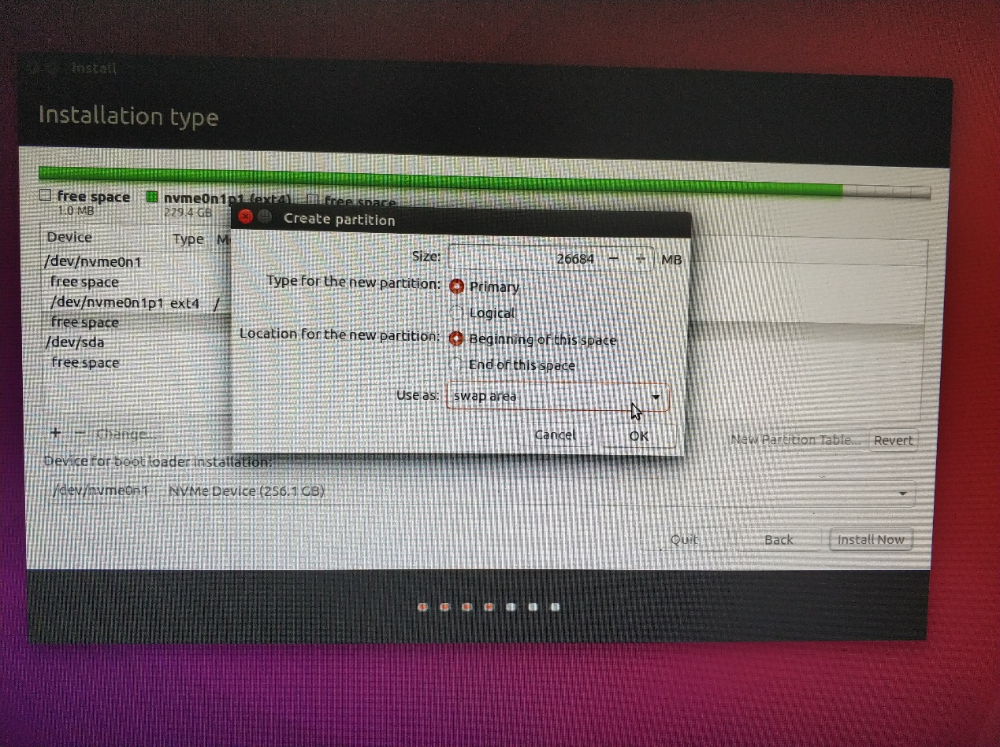 Install
Installation type
free space nvme0n1p1 (ext4) free space
1.0 MB 229.4 GB
Create partition
Device Type
/dev/nvme0n1
free space
/dev/nvme0n1p1 ext4 /
free space
/dev/sda
free space
Size: 26684 − + MB
Type for the new partition: Primary
Logical
Location for the new partition: Beginning of this space
End of this space
Use as: swap area
Cancel OK
+ − Change... New Partition Table... Revert
Device for boot loader installation:
/dev/nvme0n1 NVMe Device (256.1 GB)
Quit Back Install Now